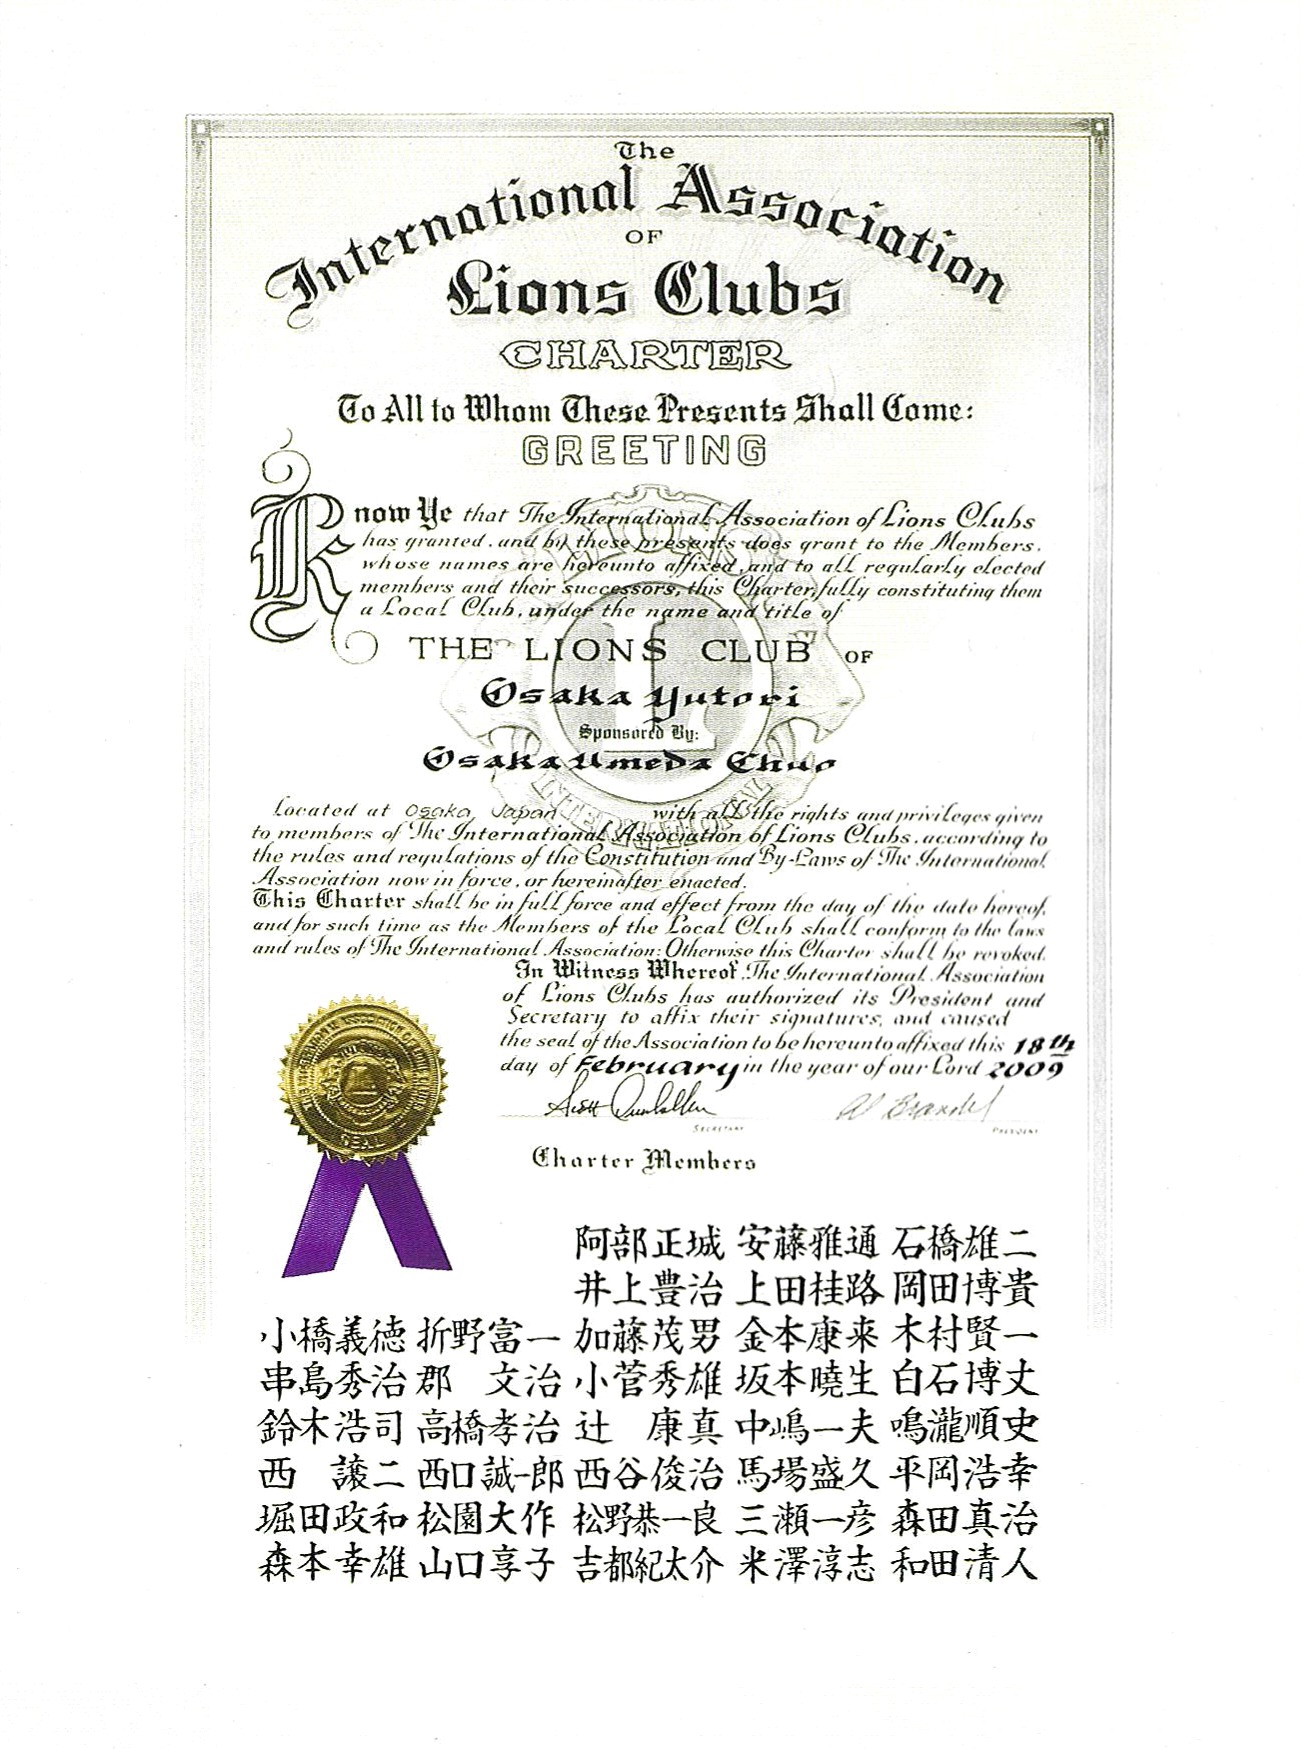 The
International Association
OF
Lions Clubs
CHARTER
To All to Whom These Presents Shall Come:
GREETING
Know Ye that The International Association of Lions Clubs
has granted, and by these presents does grant to the Members,
whose names are hereunto affixed, and to all regularly elected
members and their successors, this Charter, fully constituting them
a Local Club, under the name and title of
THE LIONS CLUB OF
Osaka Yutori
Sponsored By:
Osaka Umeda Chuo
Located at Osaka, Japan with all the rights and privileges given
to members of The International Association of Lions Clubs, according to
the rules and regulations of the Constitution and By-Laws of The International
Association now in force, or hereinafter enacted.
This Charter shall be in full force and effect from the day of the date hereof,
and for such time as the Members of the Local Club shall conform to the laws
and rules of The International Association: Otherwise this Charter shall be revoked.
In Witness Whereof, The International Association
of Lions Clubs has authorized its President and
Secretary to affix their signatures, and caused
the seal of the Association to be hereunto affixed this 18th
day of February in the year of our Lord 2009
Al Brandel
SECRETARY
PRESIDENT
SEAL
Charter Members
阿部正城 安藤雅通 石橋雄二
井上豊治 上田桂路 岡田博貴
小橋義徳 折野富一 加藤茂男 金本康来 木村賢一
串島秀治 郡 文治 小菅秀雄 坂本曉生 白石博丈
鈴木浩司 高橋孝治 辻 康真 中嶋一夫 鳴瀧順史
西 譲二 西口誠一郎 西谷俊治 馬場盛久 平岡浩幸
堀田政和 松園大作 松野恭一良 三瀬一彦 森田真治
森本幸雄 山口享子 吉都紀太介 米澤淳志 和田清人